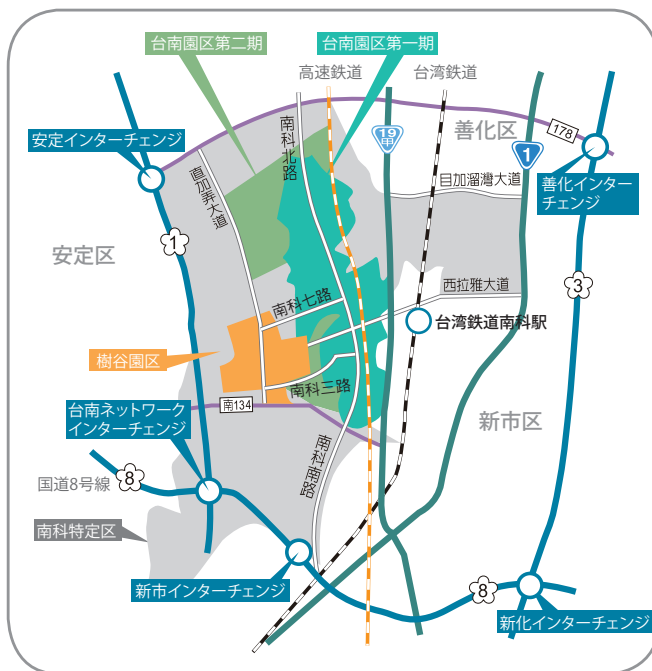 台南園区第二期
台南園区第一期
高速鉄道
台湾鉄道
19
甲
善化区
178
1
安定インターチェンジ
南科北路
直加弄大道
目加溜灣大道
善化インター
チェンジ
安定区
1
西拉雅大道
3
南科七路
台湾鉄道南科駅
樹谷園区
南科三路
台南ネットワーク
インターチェンジ
南134
新市区
南科南路
国道8号線
8
南科特定区
新市インターチェンジ
8
新化インターチェンジ